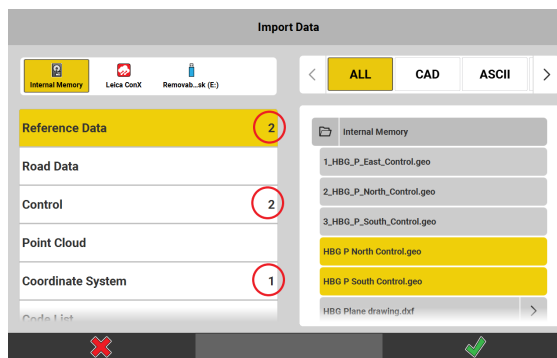 Import Data
Internal Memory
Leica ConX
Removab...sk (E:)
ALL
CAD
ASCII
Reference Data
2
Road Data
Control
2
Point Cloud
Coordinate System
1
Code List
Internal Memory
1_HBG_P_East_Control.geo
2_HBG_P_North_Control.geo
3_HBG_P_South_Control.geo
HBG P North Control.geo
HBG P South Control.geo
HBG Plane drawing.dxf